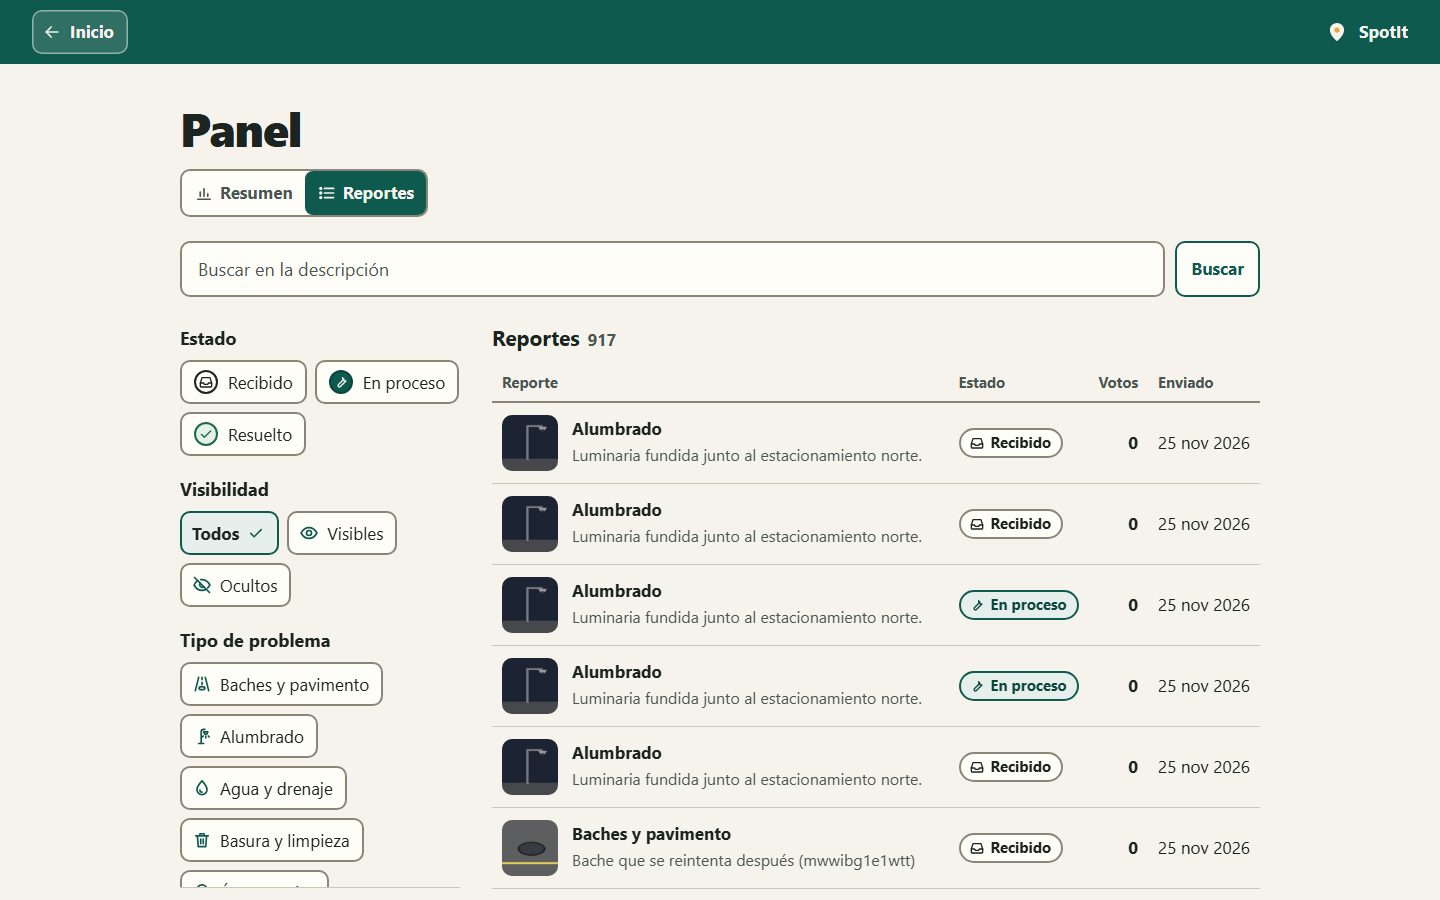 Inicio
SpotIt
Panel
Resumen
Reportes
Buscar en la descripción
Buscar
Estado
Recibido
En proceso
Resuelto
Visibilidad
Todos
Visibles
Ocultos
Tipo de problema
Baches y pavimento
Alumbrado
Agua y drenaje
Basura y limpieza
Reportes 917
Reporte Estado Votos Enviado
Alumbrado
Luminaria fundida junto al estacionamiento norte.
Recibido 0 25 nov 2026
Alumbrado
Luminaria fundida junto al estacionamiento norte.
Recibido 0 25 nov 2026
Alumbrado
Luminaria fundida junto al estacionamiento norte.
En proceso 0 25 nov 2026
Alumbrado
Luminaria fundida junto al estacionamiento norte.
En proceso 0 25 nov 2026
Alumbrado
Luminaria fundida junto al estacionamiento norte.
Recibido 0 25 nov 2026
Baches y pavimento
Bache que se reintenta después (mwwibg1e1wtt)
Recibido 0 25 nov 2026